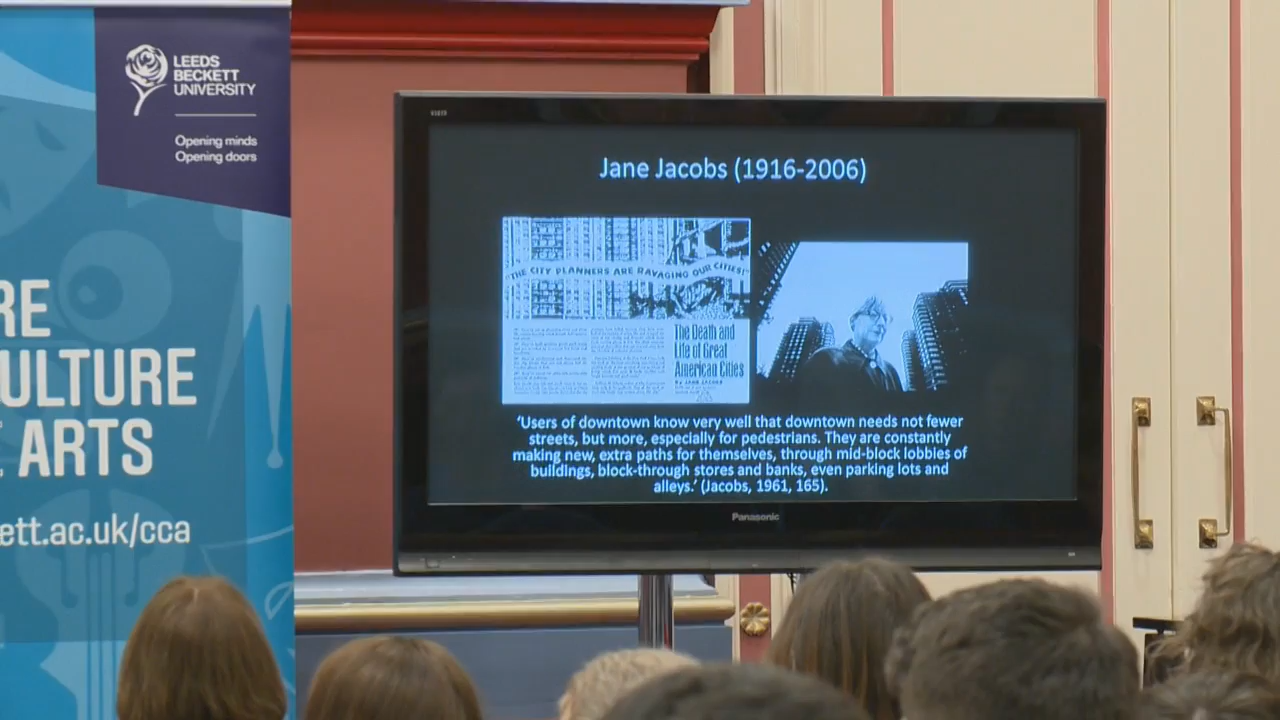 LEEDS
BECKETT
UNIVERSITY
Opening minds
Opening doors
RE
ULTURE
ARTS
ett.ac.uk/cca
Jane Jacobs (1916-2006)
"THE CITY PLANNERS ARE RAVAGING OUR CITIES!"
The Death and
Life of Great
American Cities
By JANE JACOBS
'Users of downtown know very well that downtown needs not fewer
streets, but more, especially for pedestrians. They are constantly
making new, extra paths for themselves, through mid-block lobbies of
buildings, block-through stores and banks, even parking lots and
alleys.' (Jacobs, 1961, 165).
Panasonic